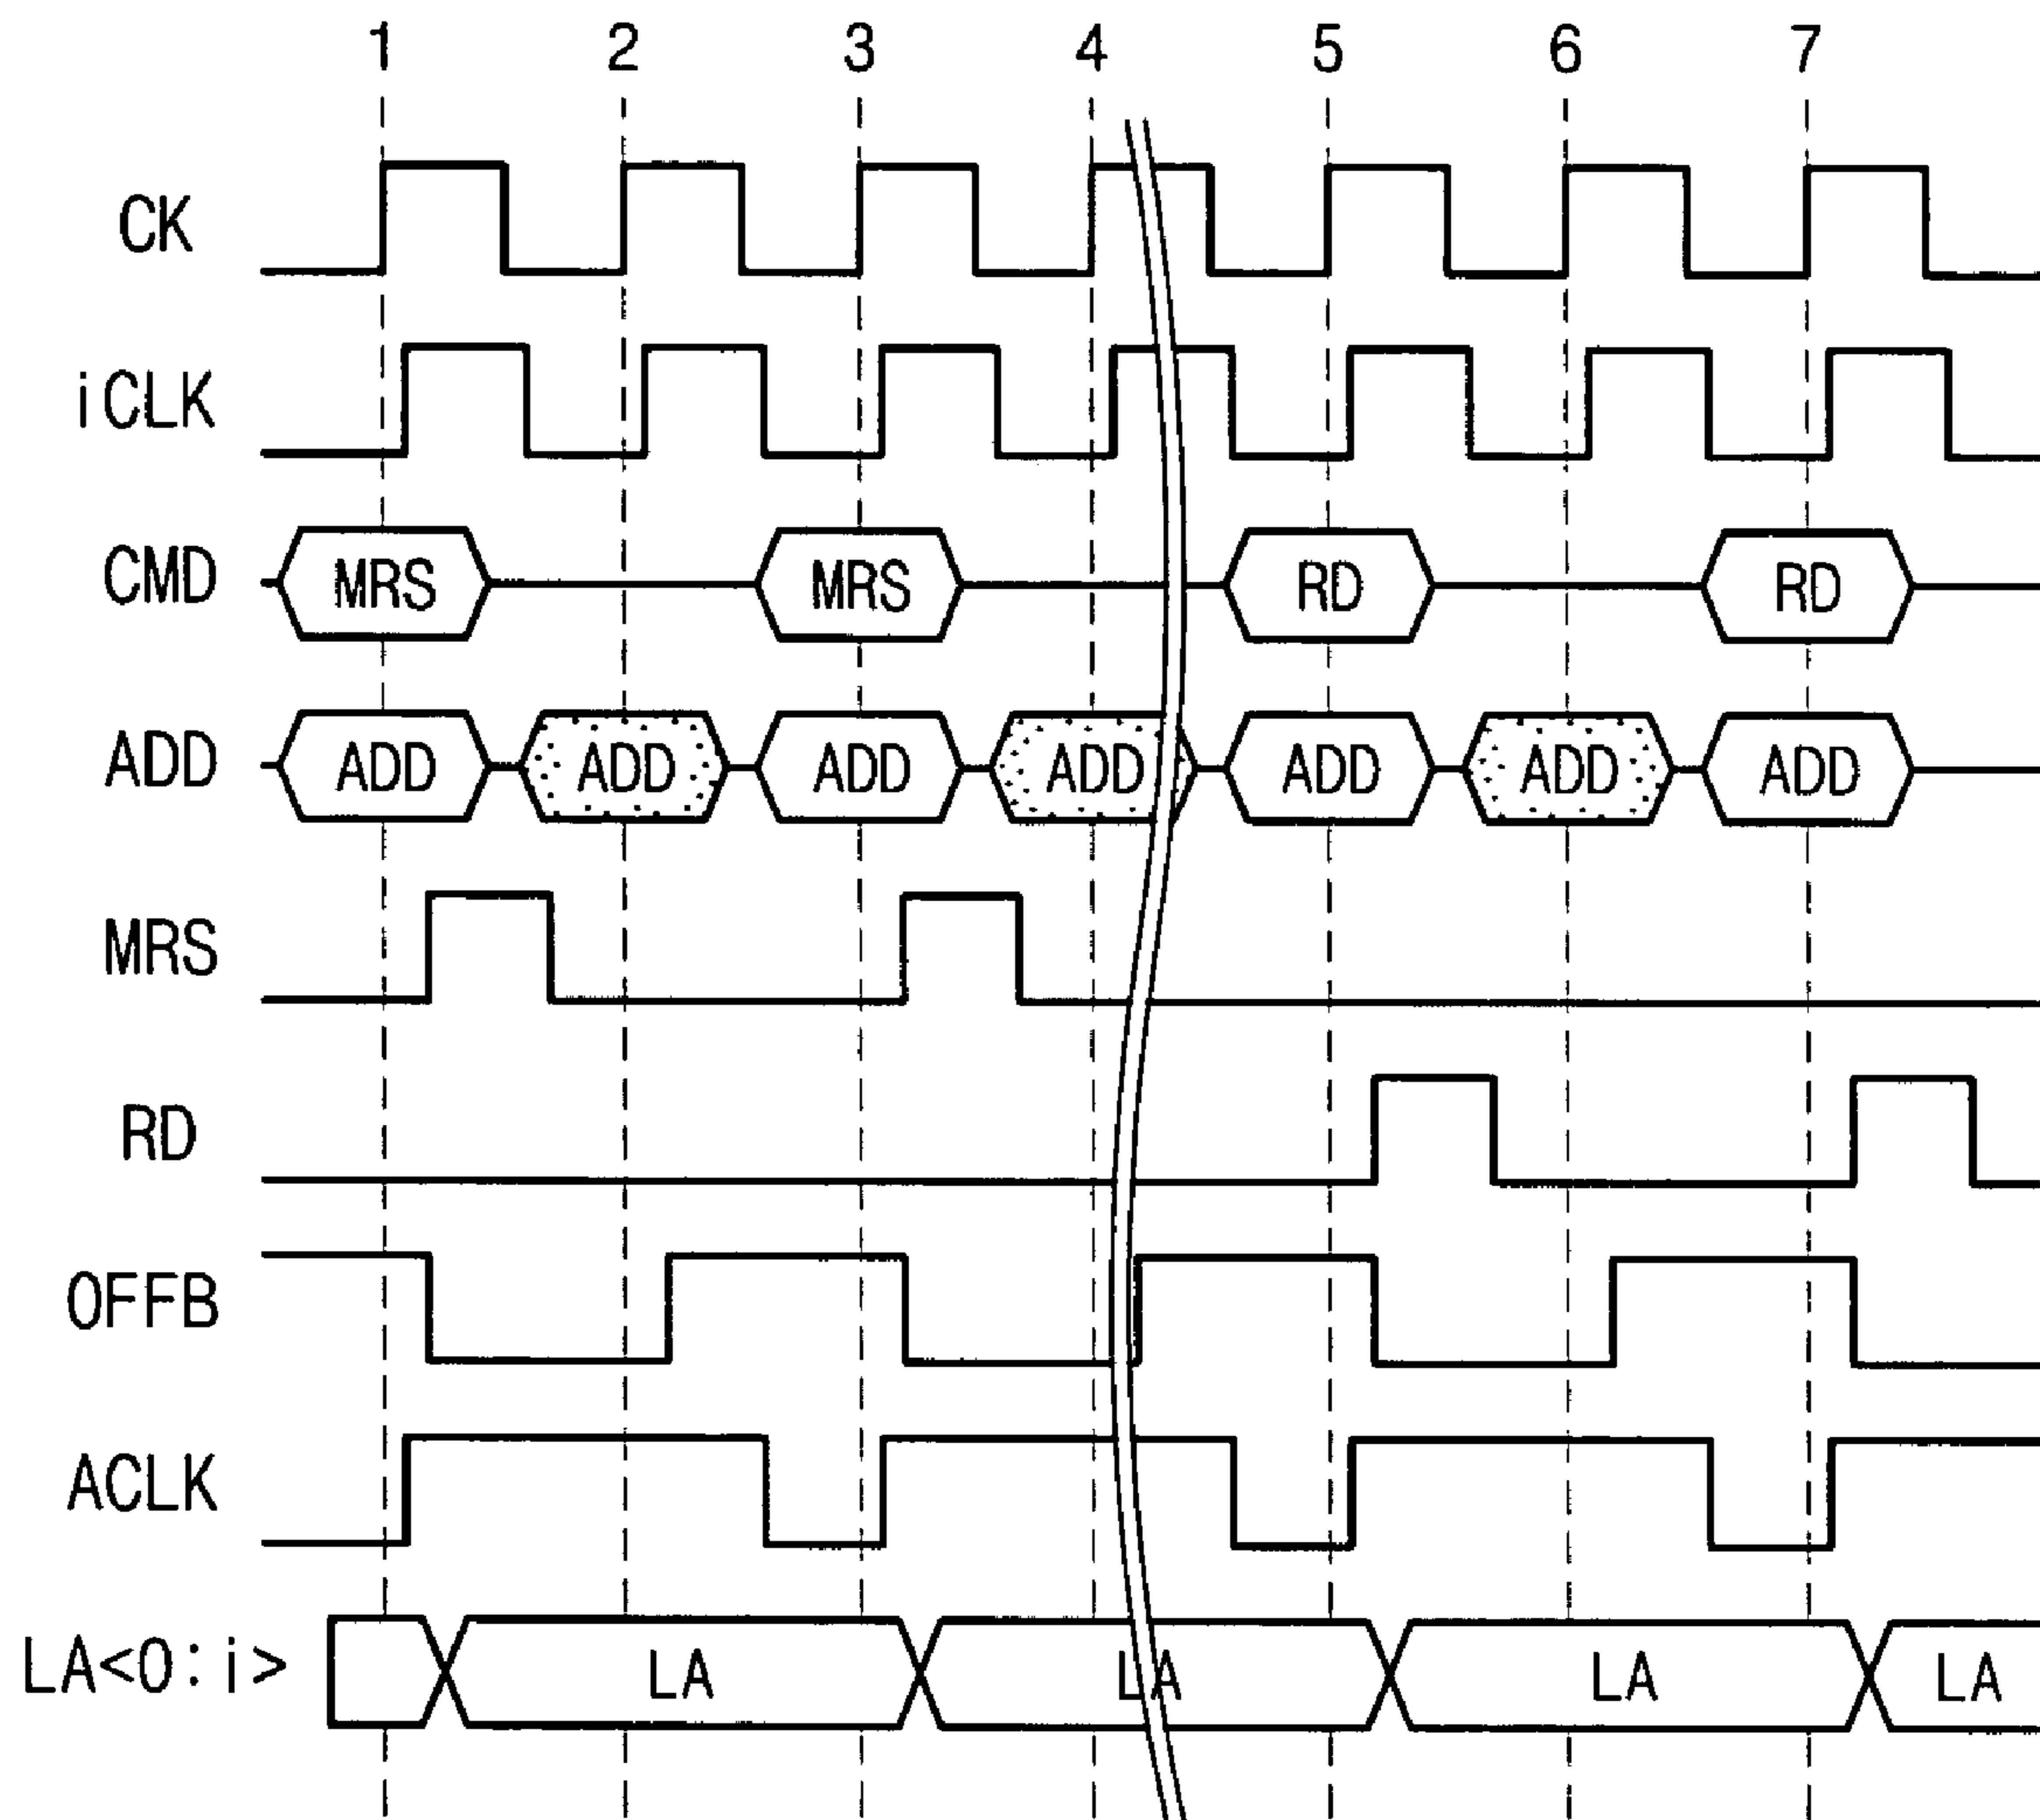 1 2 3 4 5 6 7
CK
iCLK
CMD MRS MRS RD RD
ADD ADD ADD ADD ADD ADD ADD ADD
MRS
RD
OFFB
ACLK
LA<0:i> LA LA LA LA